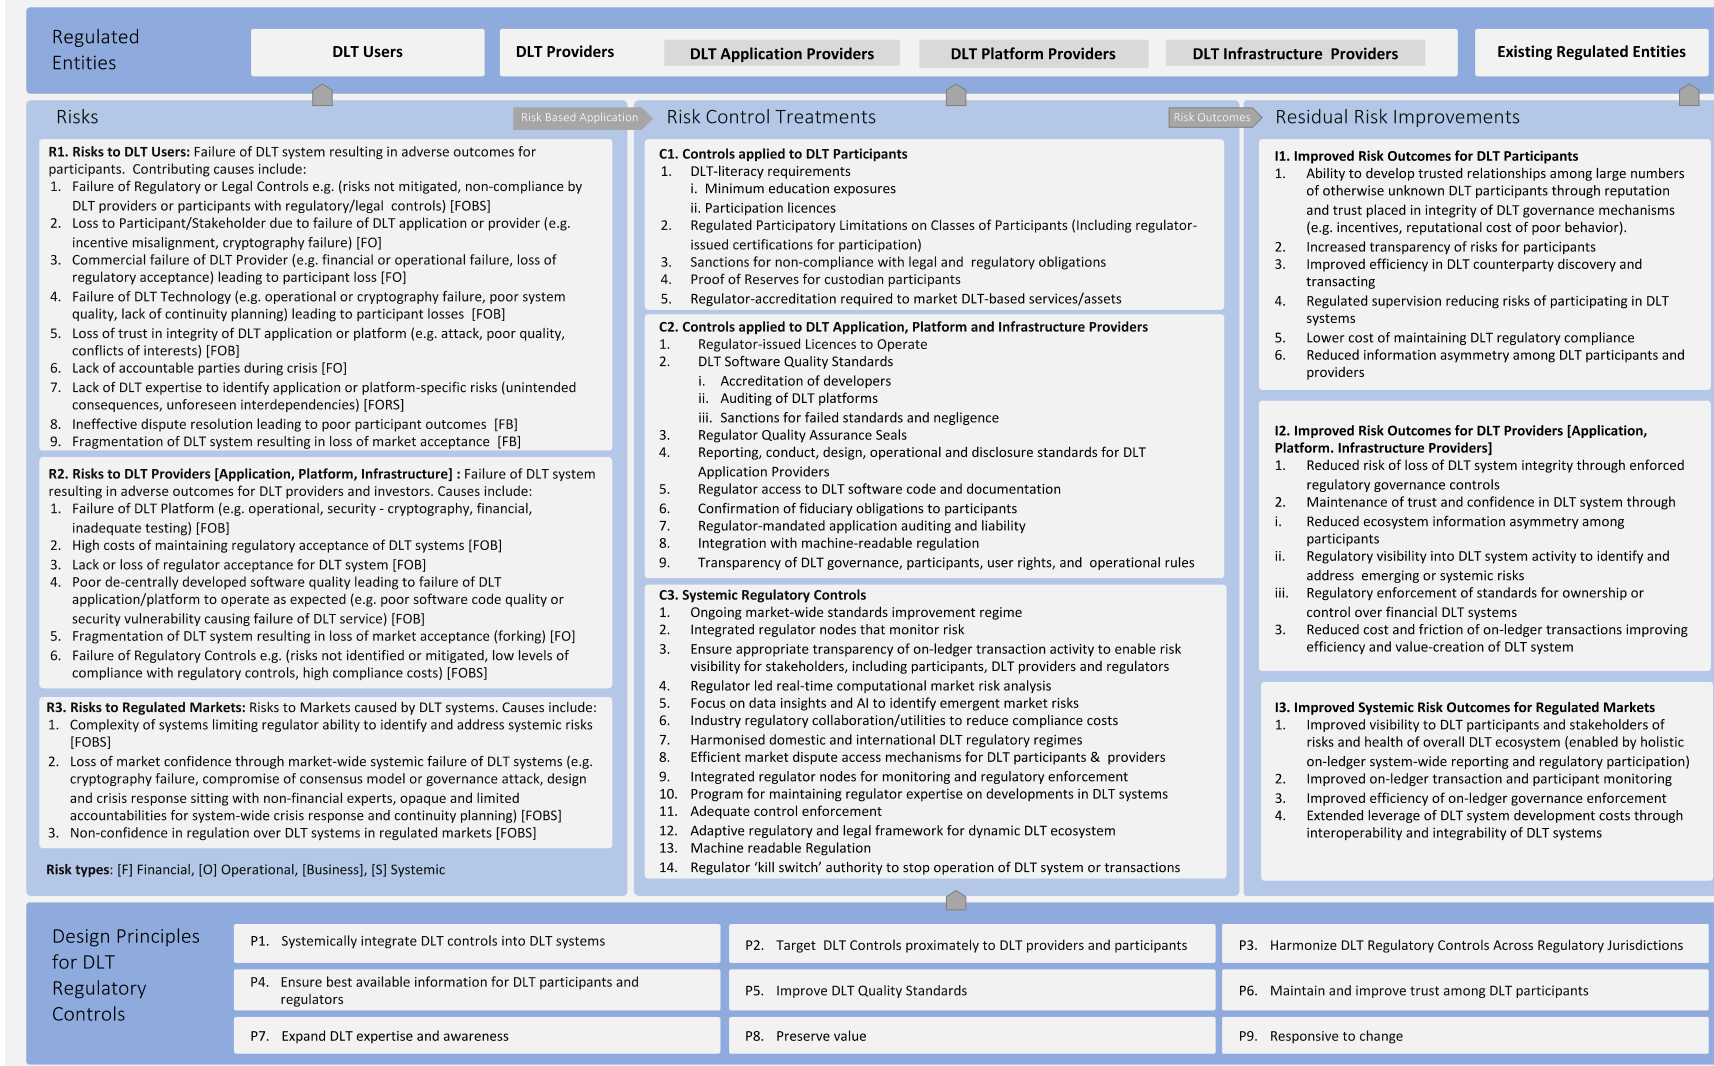 Regulated
Entities
DLT Users
DLT Providers
DLT Application Providers
DLT Platform Providers
DLT Infrastructure  Providers
Existing Regulated Entities
Risks
Risk Based Application
Risk Control Treatments
Risk Outcomes
Residual Risk Improvements
R1. Risks to DLT Users: Failure of DLT system resulting in adverse outcomes for
participants.  Contributing causes include:
1. Failure of Regulatory or Legal Controls e.g. (risks not mitigated, non-compliance by
DLT providers or participants with regulatory/legal  controls) [FOBS]
2. Loss to Participant/Stakeholder due to failure of DLT application or provider (e.g.
incentive misalignment, cryptography failure) [FO]
3. Commercial failure of DLT Provider (e.g. financial or operational failure, loss of
regulatory acceptance) leading to participant loss [FO]
4. Failure of DLT Technology (e.g. operational or cryptography failure, poor system
quality, lack of continuity planning) leading to participant losses  [FOB]
5. Loss of trust in integrity of DLT application or platform (e.g. attack, poor quality,
conflicts of interests) [FOB]
6. Lack of accountable parties during crisis [FO]
7. Lack of DLT expertise to identify application or platform-specific risks (unintended
consequences, unforeseen interdependencies) [FORS]
8. Ineffective dispute resolution leading to poor participant outcomes  [FB]
9. Fragmentation of DLT system resulting in loss of market acceptance  [FB]
R2. Risks to DLT Providers [Application, Platform, Infrastructure] : Failure of DLT system
resulting in adverse outcomes for DLT providers and investors. Causes include:
1. Failure of DLT Platform (e.g. operational, security - cryptography, financial,
inadequate testing) [FOB]
2. High costs of maintaining regulatory acceptance of DLT systems [FOB]
3. Lack or loss of regulator acceptance for DLT system [FOB]
4. Poor de-centrally developed software quality leading to failure of DLT
application/platform to operate as expected (e.g. poor software code quality or
security vulnerability causing failure of DLT service) [FOB]
5. Fragmentation of DLT system resulting in loss of market acceptance (forking) [FO]
6. Failure of Regulatory Controls e.g. (risks not identified or mitigated, low levels of
compliance with regulatory controls, high compliance costs) [FOBS]
R3. Risks to Regulated Markets: Risks to Markets caused by DLT systems. Causes include:
1. Complexity of systems limiting regulator ability to identify and address systemic risks
[FOBS]
2. Loss of market confidence through market-wide systemic failure of DLT systems (e.g.
cryptography failure, compromise of consensus model or governance attack, design
and crisis response sitting with non-financial experts, opaque and limited
accountabilities for system-wide crisis response and continuity planning) [FOBS]
3. Non-confidence in regulation over DLT systems in regulated markets [FOBS]
Risk types: [F] Financial, [O] Operational, [Business], [S] Systemic
C1. Controls applied to DLT Participants
1. DLT-literacy requirements
i. Minimum education exposures
ii. Participation licences
2. Regulated Participatory Limitations on Classes of Participants (Including regulator-
issued certifications for participation)
3. Sanctions for non-compliance with legal and  regulatory obligations
4. Proof of Reserves for custodian participants
5. Regulator-accreditation required to market DLT-based services/assets
C2. Controls applied to DLT Application, Platform and Infrastructure Providers
1. Regulator-issued Licences to Operate
2. DLT Software Quality Standards
i. Accreditation of developers
ii. Auditing of DLT platforms
iii. Sanctions for failed standards and negligence
3. Regulator Quality Assurance Seals
4. Reporting, conduct, design, operational and disclosure standards for DLT
Application Providers
5. Regulator access to DLT software code and documentation
6. Confirmation of fiduciary obligations to participants
7. Regulator-mandated application auditing and liability
8. Integration with machine-readable regulation
9. Transparency of DLT governance, participants, user rights, and  operational rules
C3. Systemic Regulatory Controls
1. Ongoing market-wide standards improvement regime
2. Integrated regulator nodes that monitor risk
3. Ensure appropriate transparency of on-ledger transaction activity to enable risk
visibility for stakeholders, including participants, DLT providers and regulators
4. Regulator led real-time computational market risk analysis
5. Focus on data insights and AI to identify emergent market risks
6. Industry regulatory collaboration/utilities to reduce compliance costs
7. Harmonised domestic and international DLT regulatory regimes
8. Efficient market dispute access mechanisms for DLT participants &  providers
9. Integrated regulator nodes for monitoring and regulatory enforcement
10. Program for maintaining regulator expertise on developments in DLT systems
11. Adequate control enforcement
12. Adaptive regulatory and legal framework for dynamic DLT ecosystem
13. Machine readable Regulation
14. Regulator ‘kill switch’ authority to stop operation of DLT system or transactions
I1. Improved Risk Outcomes for DLT Participants
1. Ability to develop trusted relationships among large numbers
of otherwise unknown DLT participants through reputation
and trust placed in integrity of DLT governance mechanisms
(e.g. incentives, reputational cost of poor behavior).
2. Increased transparency of risks for participants
3. Improved efficiency in DLT counterparty discovery and
transacting
4. Regulated supervision reducing risks of participating in DLT
systems
5. Lower cost of maintaining DLT regulatory compliance
6. Reduced information asymmetry among DLT participants and
providers
I2. Improved Risk Outcomes for DLT Providers [Application,
Platform. Infrastructure Providers]
1. Reduced risk of loss of DLT system integrity through enforced
regulatory governance controls
2. Maintenance of trust and confidence in DLT system through
i. Reduced ecosystem information asymmetry among
participants
ii. Regulatory visibility into DLT system activity to identify and
address  emerging or systemic risks
iii. Regulatory enforcement of standards for ownership or
control over financial DLT systems
3. Reduced cost and friction of on-ledger transactions improving
efficiency and value-creation of DLT system
I3. Improved Systemic Risk Outcomes for Regulated Markets
1. Improved visibility to DLT participants and stakeholders of
risks and health of overall DLT ecosystem (enabled by holistic
on-ledger system-wide reporting and regulatory participation)
2. Improved on-ledger transaction and participant monitoring
3. Improved efficiency of on-ledger governance enforcement
4. Extended leverage of DLT system development costs through
interoperability and integrability of DLT systems
Design Principles
for DLT
Regulatory
Controls
P1. Systemically integrate DLT controls into DLT systems
P2. Target  DLT Controls proximately to DLT providers and participants
P3. Harmonize DLT Regulatory Controls Across Regulatory Jurisdictions
P4. Ensure best available information for DLT participants and
regulators
P5. Improve DLT Quality Standards
P6. Maintain and improve trust among DLT participants
P7. Expand DLT expertise and awareness
P8. Preserve value
P9. Responsive to change